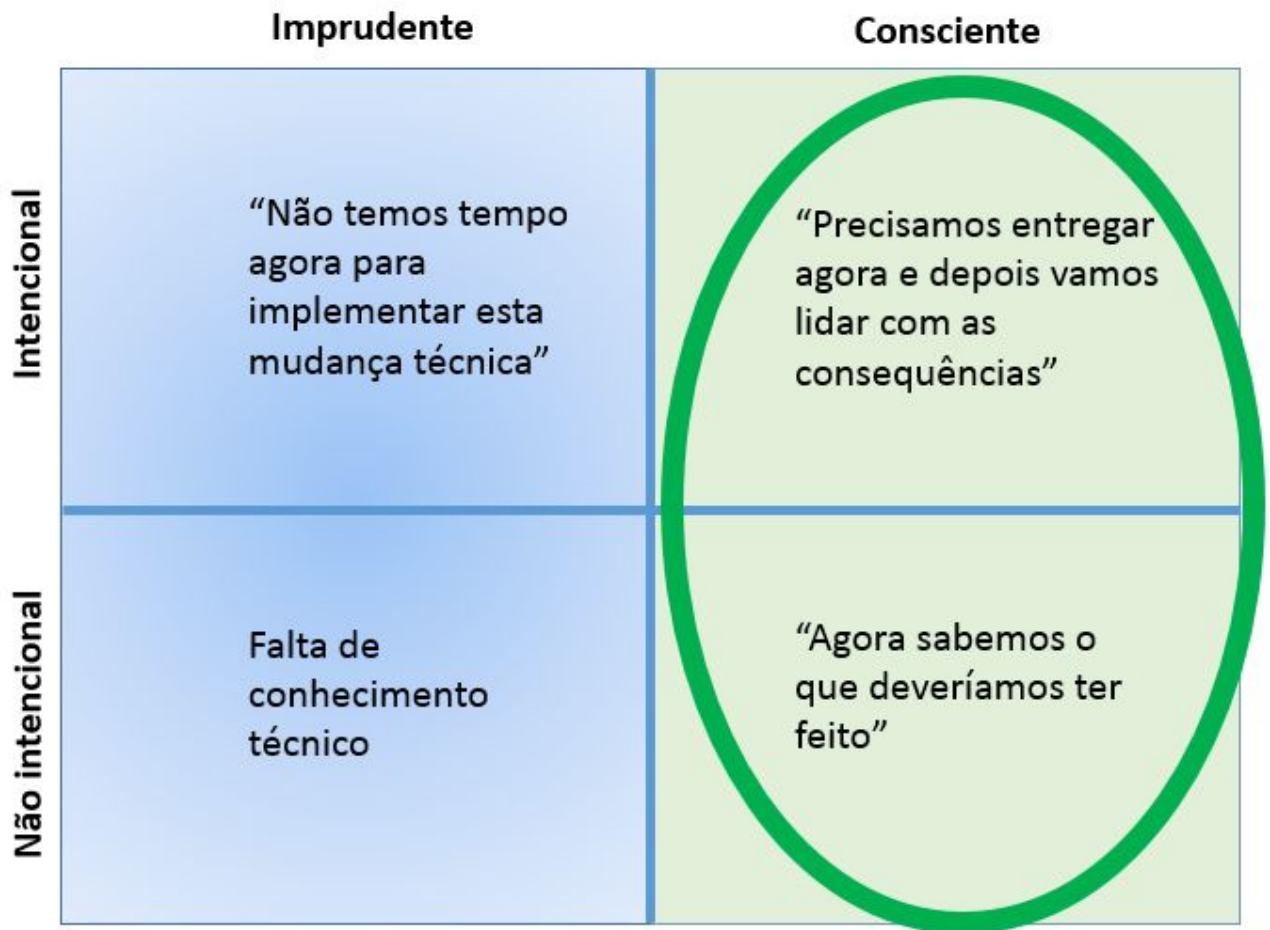 Imprudente
Consciente
Intencional
“Não temos tempo
agora para
implementar esta
mudança técnica”
“Precisamos entregar
agora e depois vamos
lidar com as
consequências”
Não intencional
Falta de
conhecimento
técnico
“Agora sabemos o
que deveríamos ter
feito”